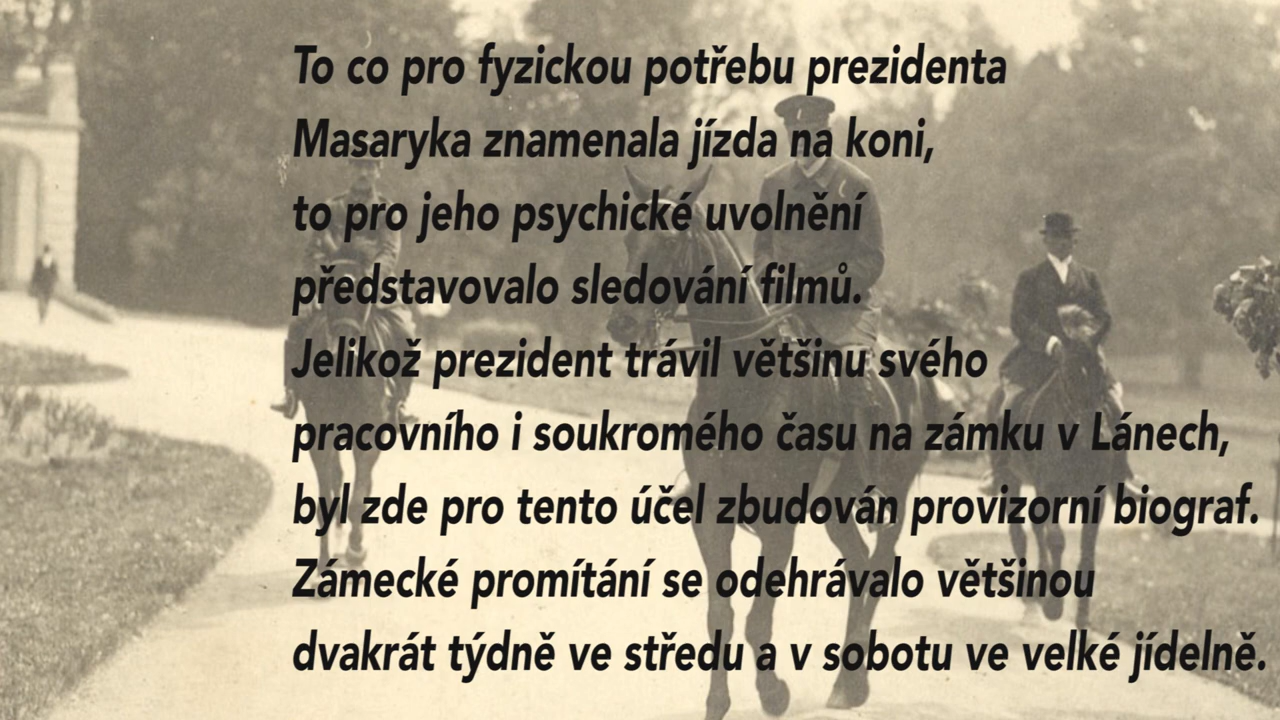 To co pro fyzickou potřebu prezidenta
Masaryka znamenala jízda na koni,
to pro jeho psychické uvolnění
představovalo sledování filmů.
Jelikož prezident trávil většinu svého
pracovního i soukromého času na zámku v Lánech,
byl zde pro tento účel zbudován provizorní biograf.
Zámecké promítání se odehrávalo většinou
dvakrát týdně ve středu a v sobotu ve velké jídelně.